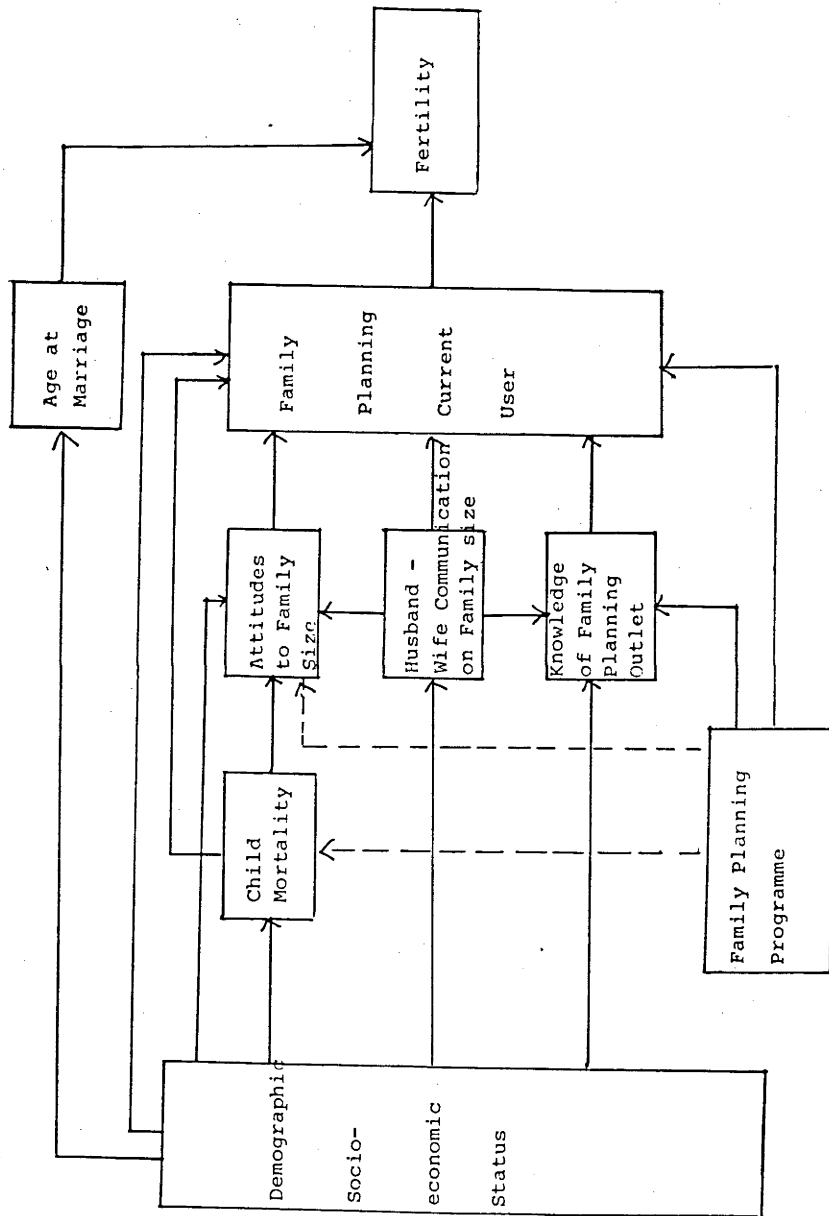 Demographic
Socio-
economic
Status
Child
Mortality
Family Planning
Programme
Attitudes
to Family
Size
Husband -
Wife Communication
on Family size
Knowledge
of Family
Planning
Outlet
Family
Planning
Current
User
Age at
Marriage
Fertility